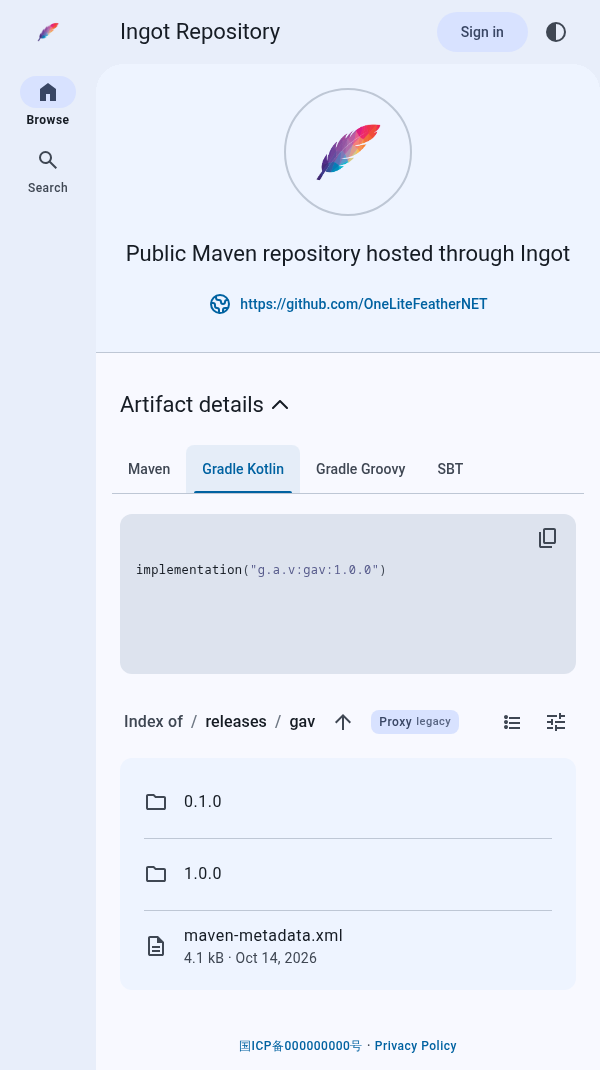 Ingot Repository
Sign in
Browse
Search
Public Maven repository hosted through Ingot
https://github.com/OneLiteFeatherNET
Artifact details
Maven Gradle Kotlin Gradle Groovy SBT
implementation("g.a.v:gav:1.0.0")
Index of / releases / gav Proxy legacy
0.1.0
1.0.0
maven-metadata.xml
4.1 kB · Oct 14, 2026
国ICP备000000000号 · Privacy Policy